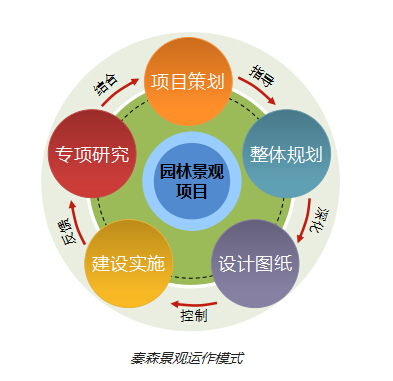 项目策划
指导
整体规划
深化
设计图纸
控制
建设实施
反馈
专项研究
结合
园林景观
项目
秦森景观运作模式